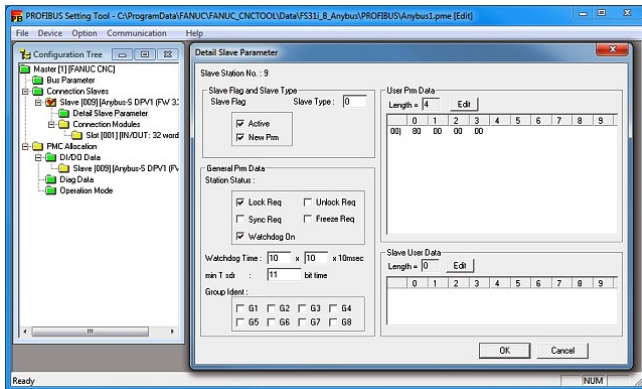 PROFIBUS Setting Tool - C:\ProgramData\FANUC\FANUC_CNCTOOL\Data\FS31i_B_Anybus\PROFIBUS\Anybus1.pme [Edit]
File Device Option Communication Help
Configuration Tree
Master [1] [FANUC CNC]
Bus Parameter
Connection Slaves
Slave [009] [Anybus-S DPV1 (FW 3.
Detail Slave Parameter
Connection Modules
Slot [001] [IN/OUT: 32 word
PMC Allocation
DI/DO Data
Slave [009] [Anybus-S DPV1 (FV
Diag Data
Operation Mode
Detail Slave Parameter
Slave Station No. : 9
Slave Flag and Slave Type
Slave Flag Slave Type : 0
Active
New Prm
General Prm Data
Station Status :
Lock Req Unlock Req
Sync Req Freeze Req
Watchdog On
Watchdog Time : 10 x 10 x 10msec
min T sdr : 11 bit time
Group Ident :
G1 G2 G3 G4
G5 G6 G7 G8
User Prm Data
Length = 4 Edit
0 1 2 3 4 5 6 7 8 9
00| 80 00 00 00
Slave User Data
Length = 0 Edit
0 1 2 3 4 5 6 7 8 9
OK Cancel
Ready NUM